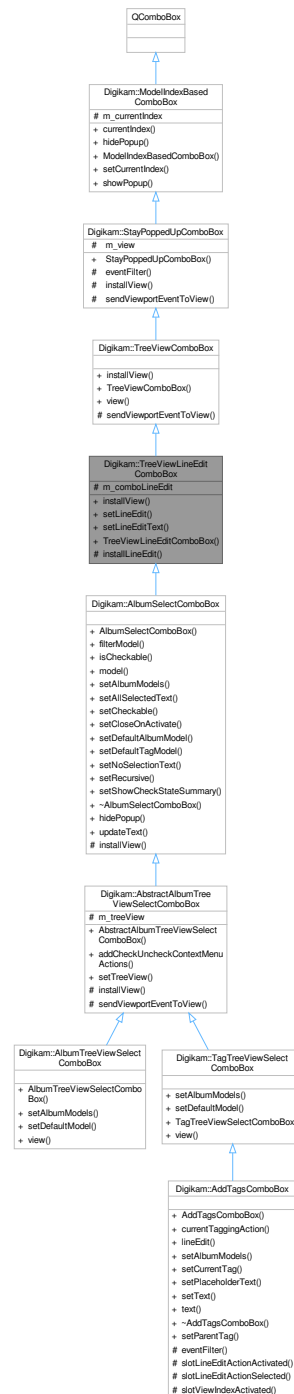 QComboBox
Digikam::ModelIndexBased
ComboBox
# m_currentIndex
+ currentIndex()
+ hidePopup()
+ ModelIndexBasedComboBox()
+ setCurrentIndex()
+ showPopup()
Digikam::StayPoppedUpComboBox
# m_view
+ StayPoppedUpComboBox()
# eventFilter()
# installView()
# sendViewportEventToView()
Digikam::TreeViewComboBox
+ installView()
+ TreeViewComboBox()
+ view()
# sendViewportEventToView()
Digikam::TreeViewLineEdit
ComboBox
# m_comboLineEdit
+ installView()
+ setLineEdit()
+ setLineEditText()
+ TreeViewLineEditComboBox()
# installLineEdit()
Digikam::AlbumSelectComboBox
+ AlbumSelectComboBox()
+ filterModel()
+ isCheckable()
+ model()
+ setAlbumModels()
+ setAllSelectedText()
+ setCheckable()
+ setCloseOnActivate()
+ setDefaultAlbumModel()
+ setDefaultTagModel()
+ setNoSelectionText()
+ setRecursive()
+ setShowCheckStateSummary()
+ ~AlbumSelectComboBox()
+ hidePopup()
+ updateText()
# installView()
Digikam::AbstractAlbumTree
ViewSelectComboBox
# m_treeView
+ AbstractAlbumTreeViewSelect
ComboBox()
+ addCheckUncheckContextMenu
Actions()
+ setTreeView()
# installView()
# sendViewportEventToView()
Digikam::AlbumTreeViewSelect
ComboBox
+ AlbumTreeViewSelectCombo
Box()
+ setAlbumModels()
+ setDefaultModel()
+ view()
Digikam::TagTreeViewSelect
ComboBox
+ setAlbumModels()
+ setDefaultModel()
+ TagTreeViewSelectComboBox
+ view()
Digikam::AddTagsComboBox
+ AddTagsComboBox()
+ currentTaggingAction()
+ lineEdit()
+ setAlbumModels()
+ setCurrentTag()
+ setPlaceholderText()
+ setText()
+ text()
+ ~AddTagsComboBox()
+ setParentTag()
# eventFilter()
# slotLineEditActionActivated()
# slotLineEditActionSelected()
# slotViewIndexActivated()